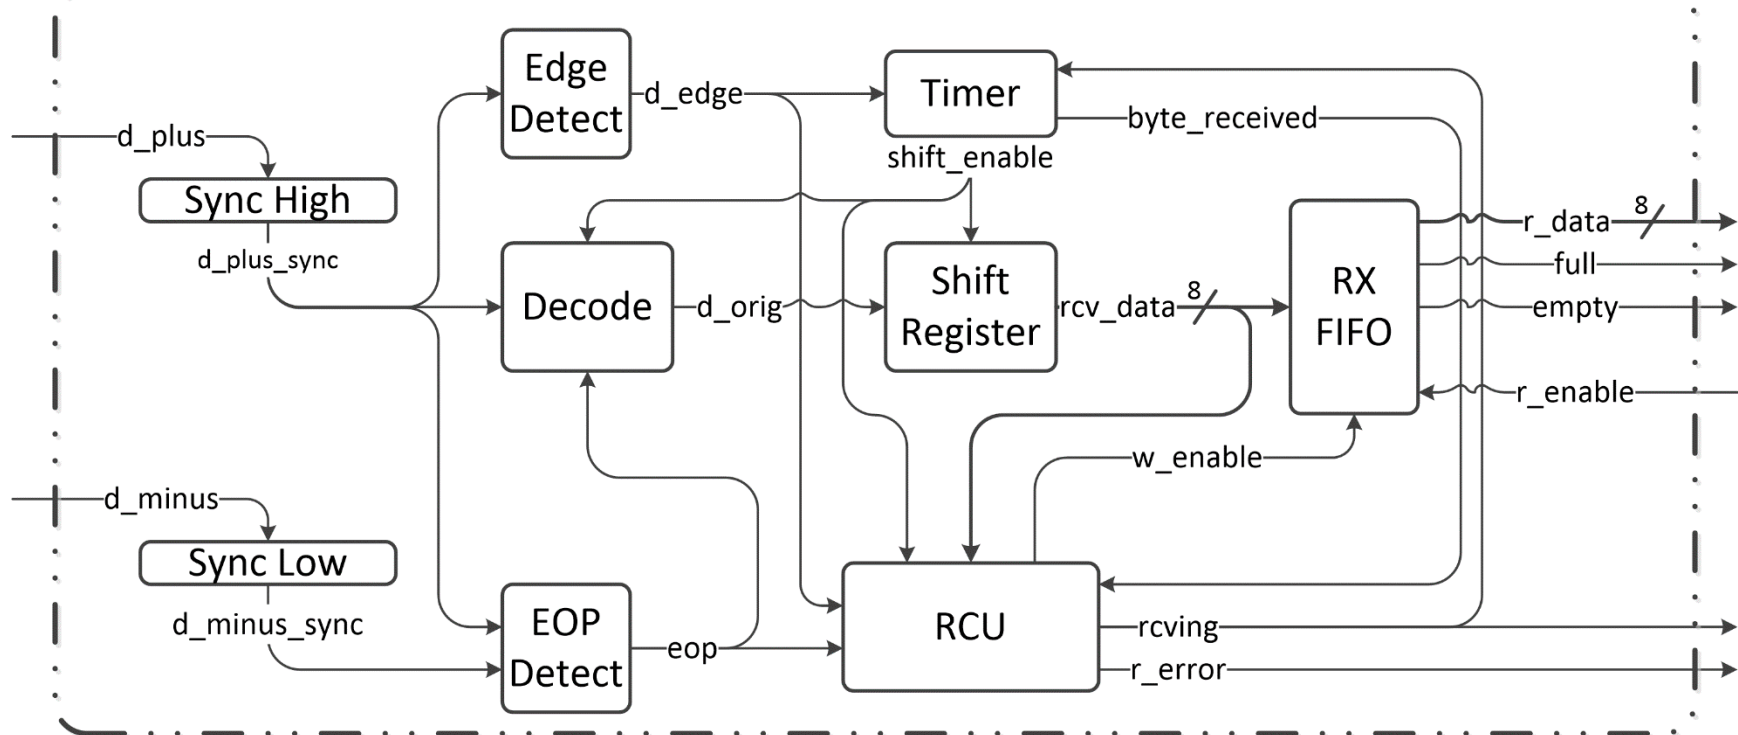 Edge
Detect
d_edge
Timer
byte_received
shift_enable
d_plus
Sync High
d_plus_sync
Decode
d_orig
Shift
Register
rcv_data
8
RX
FIFO
8
r_data
full
empty
r_enable
w_enable
d_minus
Sync Low
d_minus_sync
EOP
Detect
eop
RCU
rcving
r_error